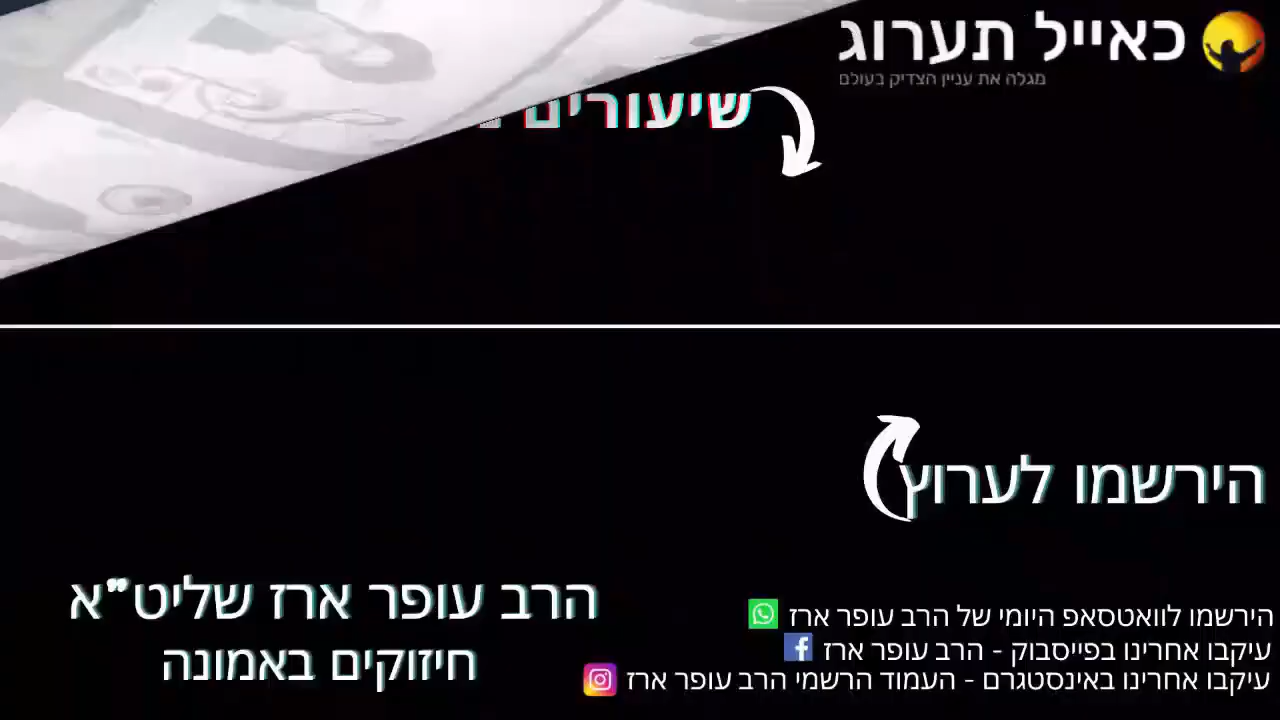 כאייל תערוג
מגלה את עניין הצדיק בעולם
שיעורים
הירשמו לערוץ
הרב עופר ארז שליט"א
חיזוקים באמונה
הירשמו לוואטסאפ היומי של הרב עופר ארז
עיקבו אחרינו בפייסבוק - הרב עופר ארז
עיקבו אחרינו באינסטגרם - העמוד הרשמי הרב עופר ארז